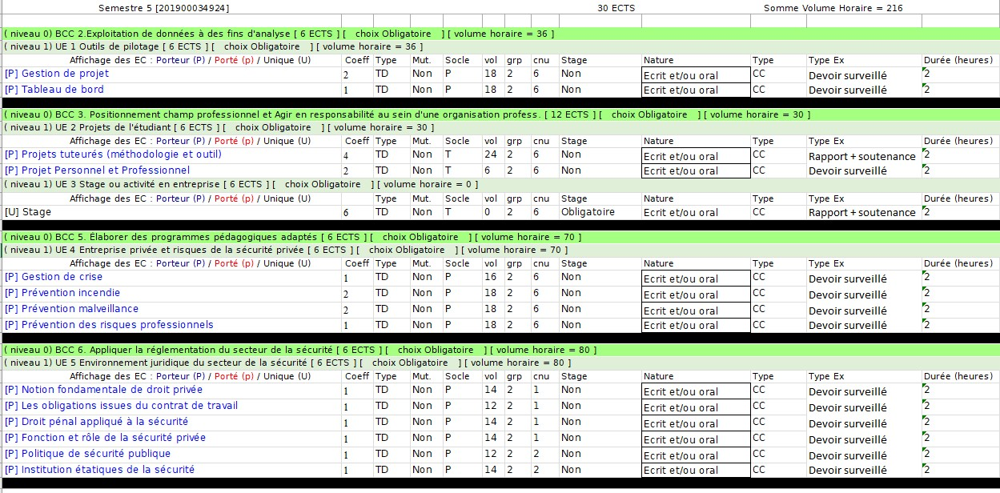 Semestre 5 [201900034924] 30 ECTS Somme Volume Horaire = 216
( niveau 0) BCC 2.Exploitation de données à des fins d'analyse [ 6 ECTS ] [ choix Obligatoire ] [ volume horaire = 36 ]
( niveau 1) UE 1 Outils de pilotage [ 6 ECTS ] [ choix Obligatoire ] [ volume horaire = 36 ]
Affichage des EC : Porteur (P) / Porté (p) / Unique (U) Coeff Type Mut. Socle vol grp cnu Stage Nature Type Type Ex Durée (heures)
[P] Gestion de projet 2 TD Non P 18 2 6 Non Ecrit et/ou oral CC Devoir surveillé 2
[P] Tableau de bord 1 TD Non P 18 2 6 Non Ecrit et/ou oral CC Devoir surveillé 2
( niveau 0) BCC 3. Positionnement champ professionnel et Agir en responsabilité au sein d'une organisation profess. [ 12 ECTS ] [ choix Obligatoire ] [ volume horaire = 30 ]
( niveau 1) UE 2 Projets de l'étudiant [ 6 ECTS ] [ choix Obligatoire ] [ volume horaire = 30 ]
Affichage des EC : Porteur (P) / Porté (p) / Unique (U) Coeff Type Mut. Socle vol grp cnu Stage Nature Type Type Ex Durée (heures)
[P] Projets tuteurés (méthodologie et outil) 4 TD Non T 24 2 6 Non Ecrit et/ou oral CC Rapport + soutenance 2
[P] Projet Personnel et Professionnel 2 TD Non T 6 2 6 Non Ecrit et/ou oral CC Devoir surveillé 2
( niveau 1) UE 3 Stage ou activité en entreprise [ 6 ECTS ] [ choix Obligatoire ] [ volume horaire = 0 ]
Affichage des EC : Porteur (P) / Porté (p) / Unique (U) Type Mut. Socle vol grp cnu Stage Nature Type Type Ex Durée (heures)
[U] Stage 6 TD Non T 0 2 6 Obligatoire Ecrit et/ou oral CC Rapport + soutenance 2
( niveau 0) BCC 5. Élaborer des programmes pédagogiques adaptés [ 6 ECTS ] [ choix Obligatoire ] [ volume horaire = 70 ]
( niveau 1) UE 4 Entreprise privée et risques de la sécurité privée [ 6 ECTS ] [ choix Obligatoire ] [ volume horaire = 70 ]
Affichage des EC : Porteur (P) / Porté (p) / Unique (U) Coeff Type Mut. Socle vol grp cnu Stage Nature Type Type Ex Durée (heures)
[P] Gestion de crise 1 TD Non P 16 2 6 Non Ecrit et/ou oral CC Devoir surveillé 2
[P] Prévention incendie 2 TD Non P 18 2 6 Non Ecrit et/ou oral CC Devoir surveillé 2
[P] Prévention malveillance 2 TD Non P 18 2 6 Non Ecrit et/ou oral CC Devoir surveillé 2
[P] Prévention des risques professionnels 1 TD Non P 18 2 6 Non Ecrit et/ou oral CC Devoir surveillé 2
( niveau 0) BCC 6. Appliquer la réglementation du secteur de la sécurité [ 6 ECTS ] [ choix Obligatoire ] [ volume horaire = 80 ]
( niveau 1) UE 5 Environnement juridique du secteur de la sécurité [ 6 ECTS ] [ choix Obligatoire ] [ volume horaire = 80 ]
Affichage des EC : Porteur (P) / Porté (p) / Unique (U) Coeff Type Mut. Socle vol grp cnu Stage Nature Type Type Ex Durée (heures)
[P] Notion fondamentale de droit privée 1 TD Non P 14 2 1 Non Ecrit et/ou oral CC Devoir surveillé 2
[P] Les obligations issues du contrat de travail 1 TD Non P 12 2 1 Non Ecrit et/ou oral CC Devoir surveillé 2
[P] Droit pénal appliqué à la sécurité 1 TD Non P 14 2 1 Non Ecrit et/ou oral CC Devoir surveillé 2
[P] Fonction et rôle de la sécurité privée 1 TD Non P 14 2 1 Non Ecrit et/ou oral CC Devoir surveillé 2
[P] Politique de sécurité publique 1 TD Non P 12 2 2 Non Ecrit et/ou oral CC Devoir surveillé 2
[P] Institution étatiques de la sécurité 1 TD Non P 14 2 2 Non Ecrit et/ou oral CC Devoir surveillé 2